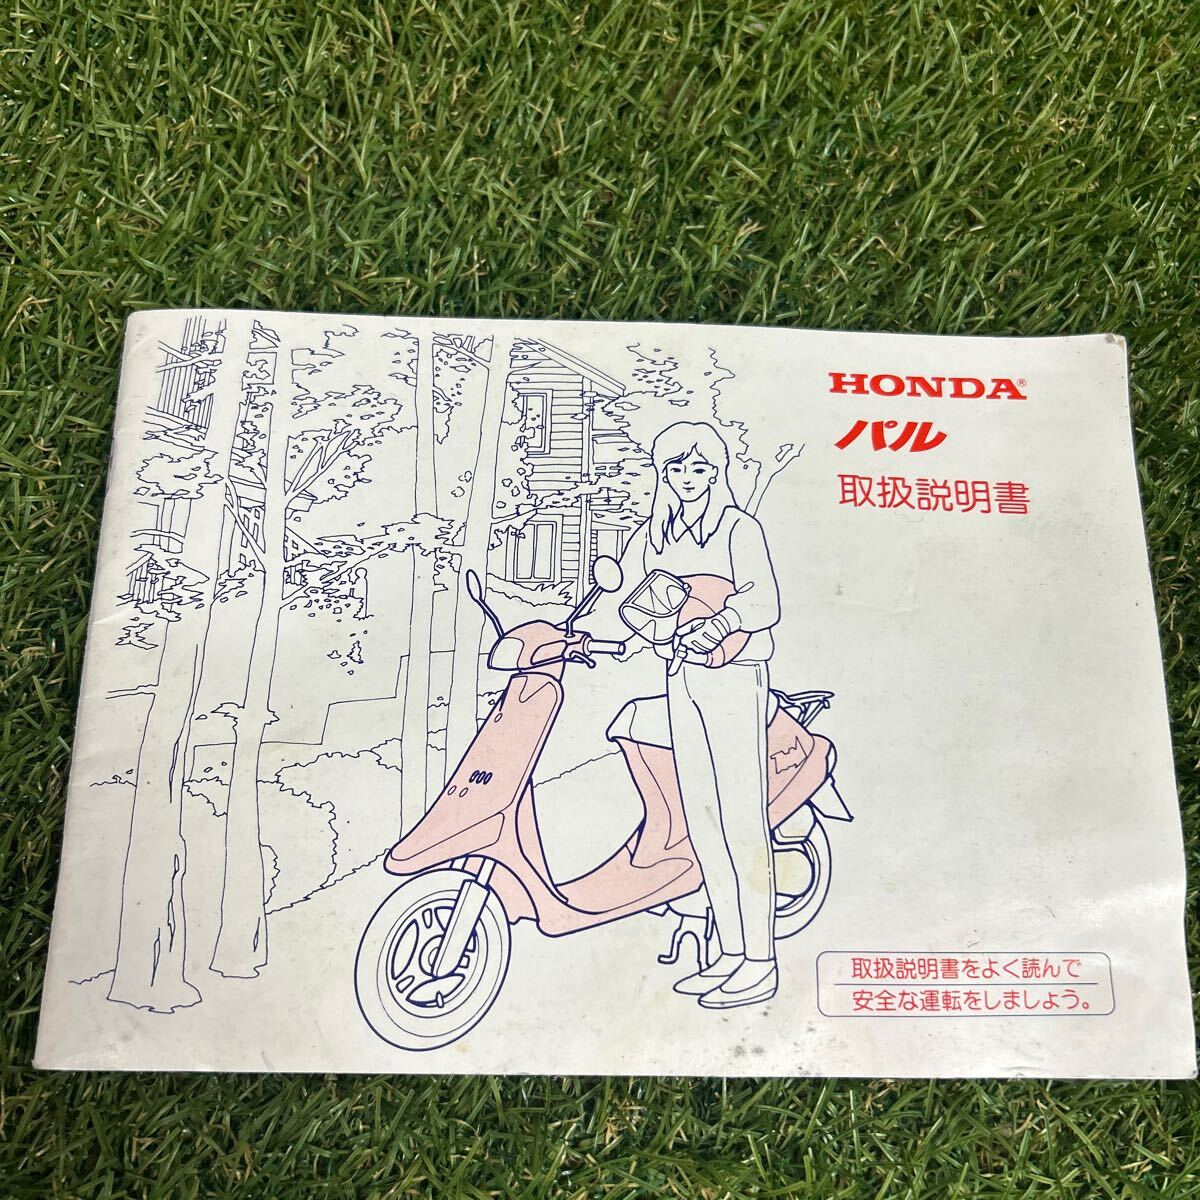 HONDA®
パル
取扱説明書
取扱説明書をよく読んで
安全な運転をしましょう。